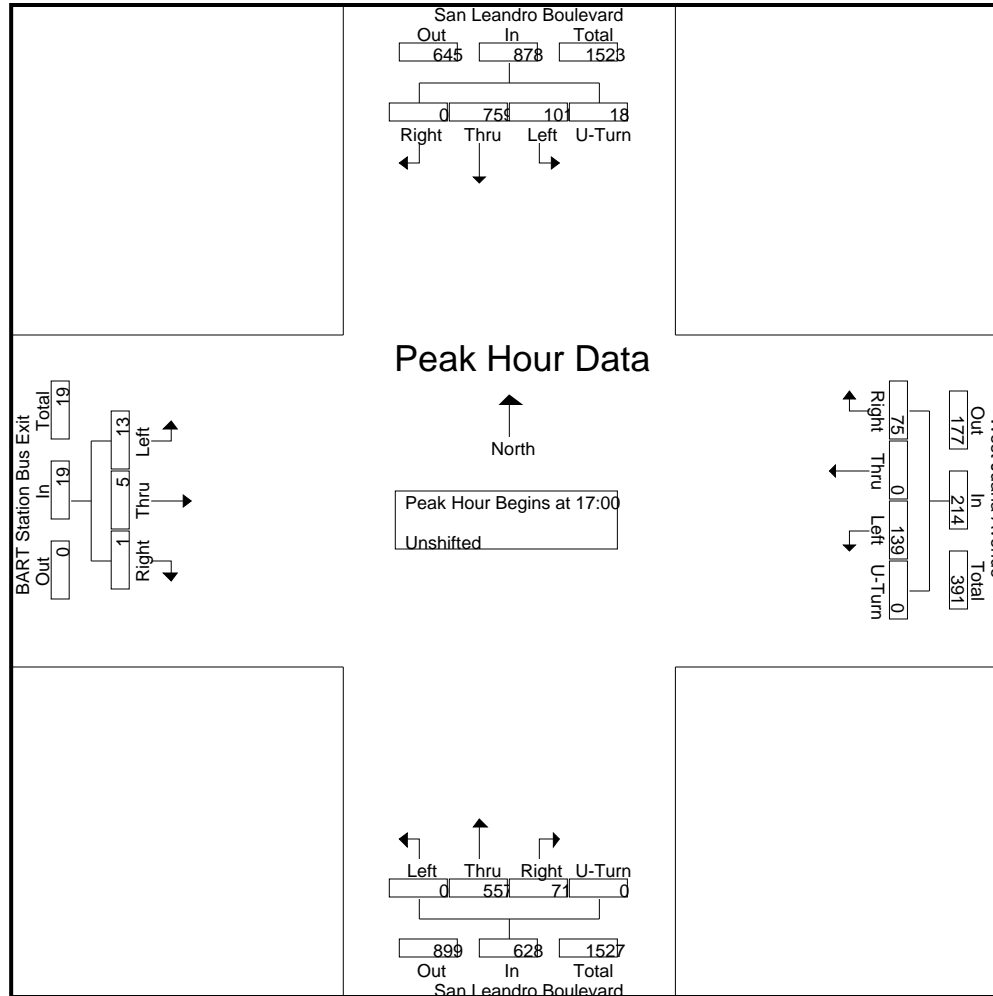 San Leandro Boulevard
Out In Total
645 878 1523
0 759 101 18
Right Thru Left U-Turn
Peak Hour Data
North
Peak Hour Begins at 17:00
Unshifted
BART Station Bus Exit
Total In Out
19 19 0
13 5 1
Left Thru Right
Out In Total
177 214 391
75 0 139 0
Right Thru Left U-Turn
Left Thru Right U-Turn
0 557 71 0
899 628 1527
Out In Total
San Leandro Boulevard